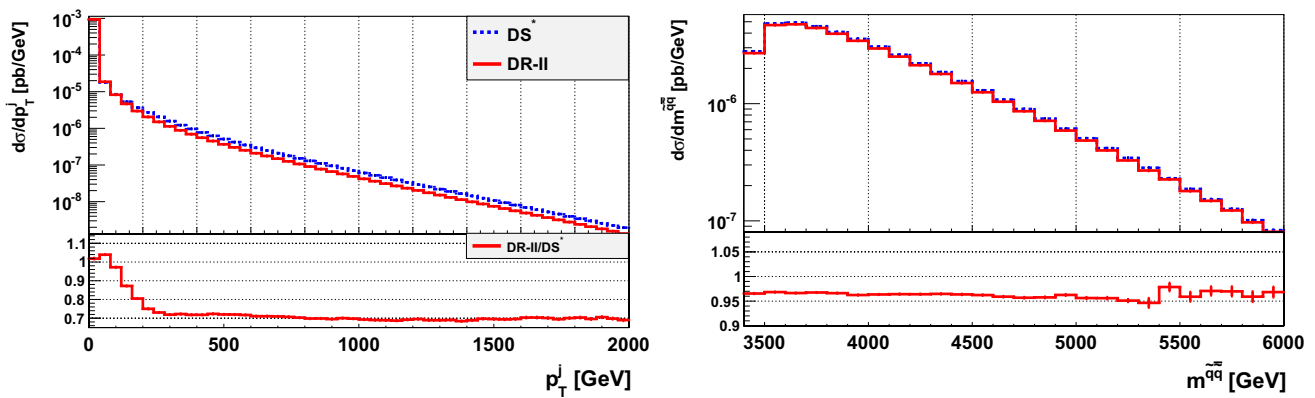 dσ/dp_T^j [pb/GeV]
10^-3
10^-4
10^-5
10^-6
10^-7
10^-8
DS*
DR-II
DR-II/DS*
1.1
1
0.9
0.8
0.7
0 500 1000 1500 2000
p_T^j [GeV]
dσ/dm^q̃q̃̄ [pb/GeV]
10^-6
10^-7
1.05
1
0.95
0.9
3500 4000 4500 5000 5500 6000
m^q̃q̃̄ [GeV]